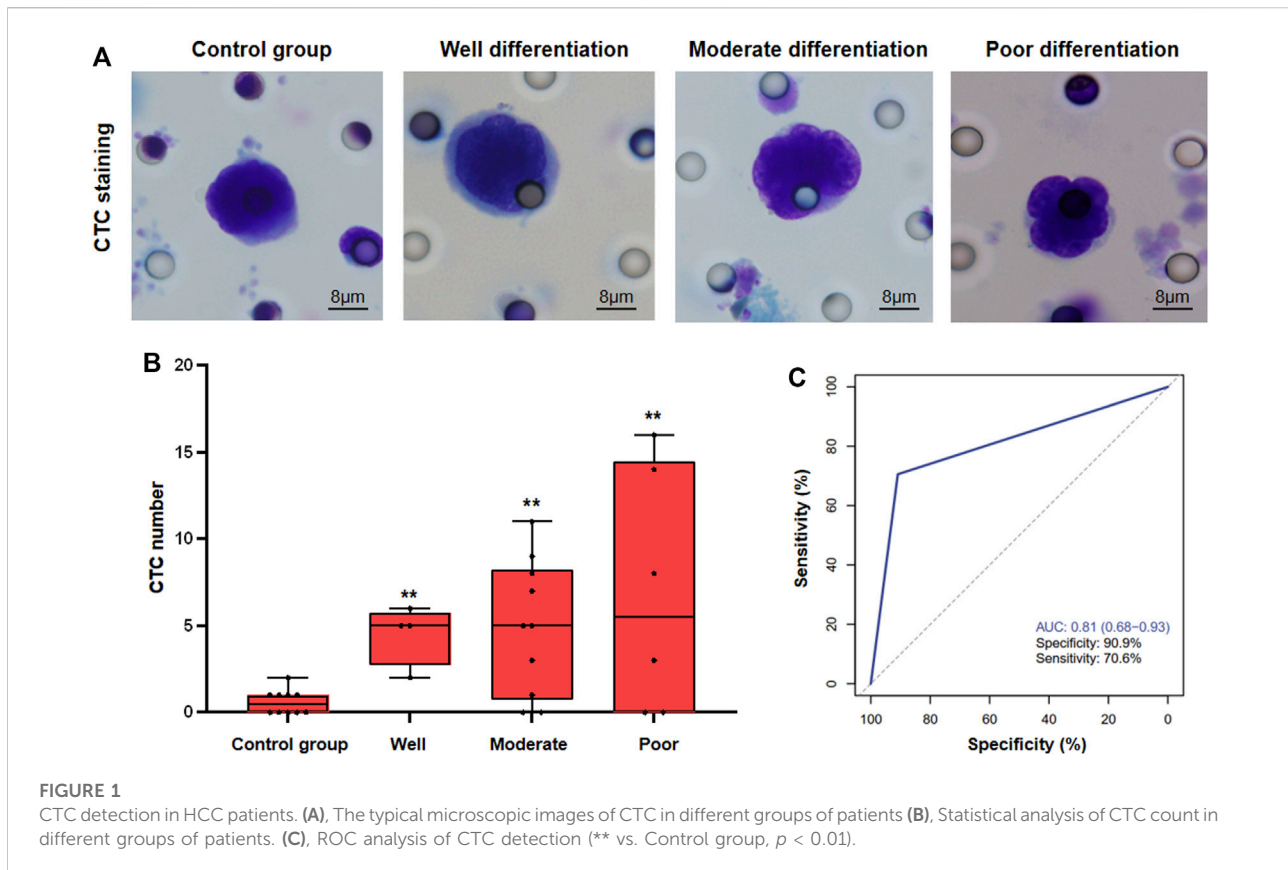 A
Control group
Well differentiation
Moderate differentiation
Poor differentiation
CTC staining
8μm
8μm
8μm
8μm
B
CTC number
20
15
10
5
0
**
**
**
Control group
Well
Moderate
Poor
C
Sensitivity (%)
100
80
60
40
20
0
AUC: 0.81 (0.68−0.93)
Specificity: 90.9%
Sensitivity: 70.6%
100
80
60
40
20
0
Specificity (%)
FIGURE 1
CTC detection in HCC patients. (A), The typical microscopic images of CTC in different groups of patients (B), Statistical analysis of CTC count in
different groups of patients. (C), ROC analysis of CTC detection (** vs. Control group, p < 0.01).